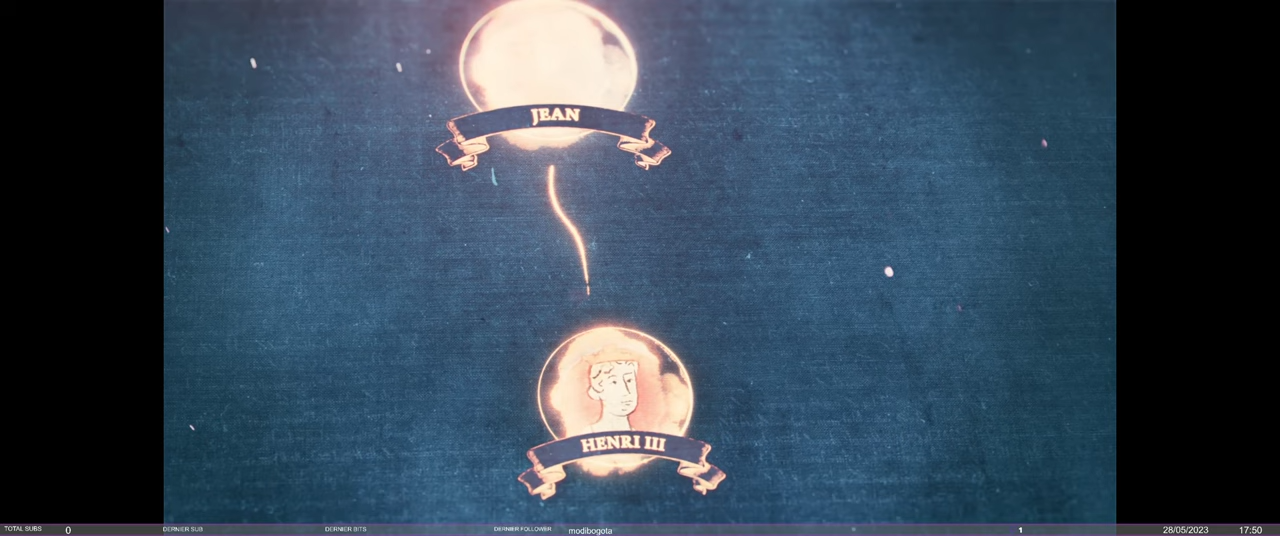 JEAN
HENRI III
TOTAL SUBS 0 DERNIER SUB DERNIER BITS DERNIER FOLLOWER modibogota 1 28/05/2023 17:50